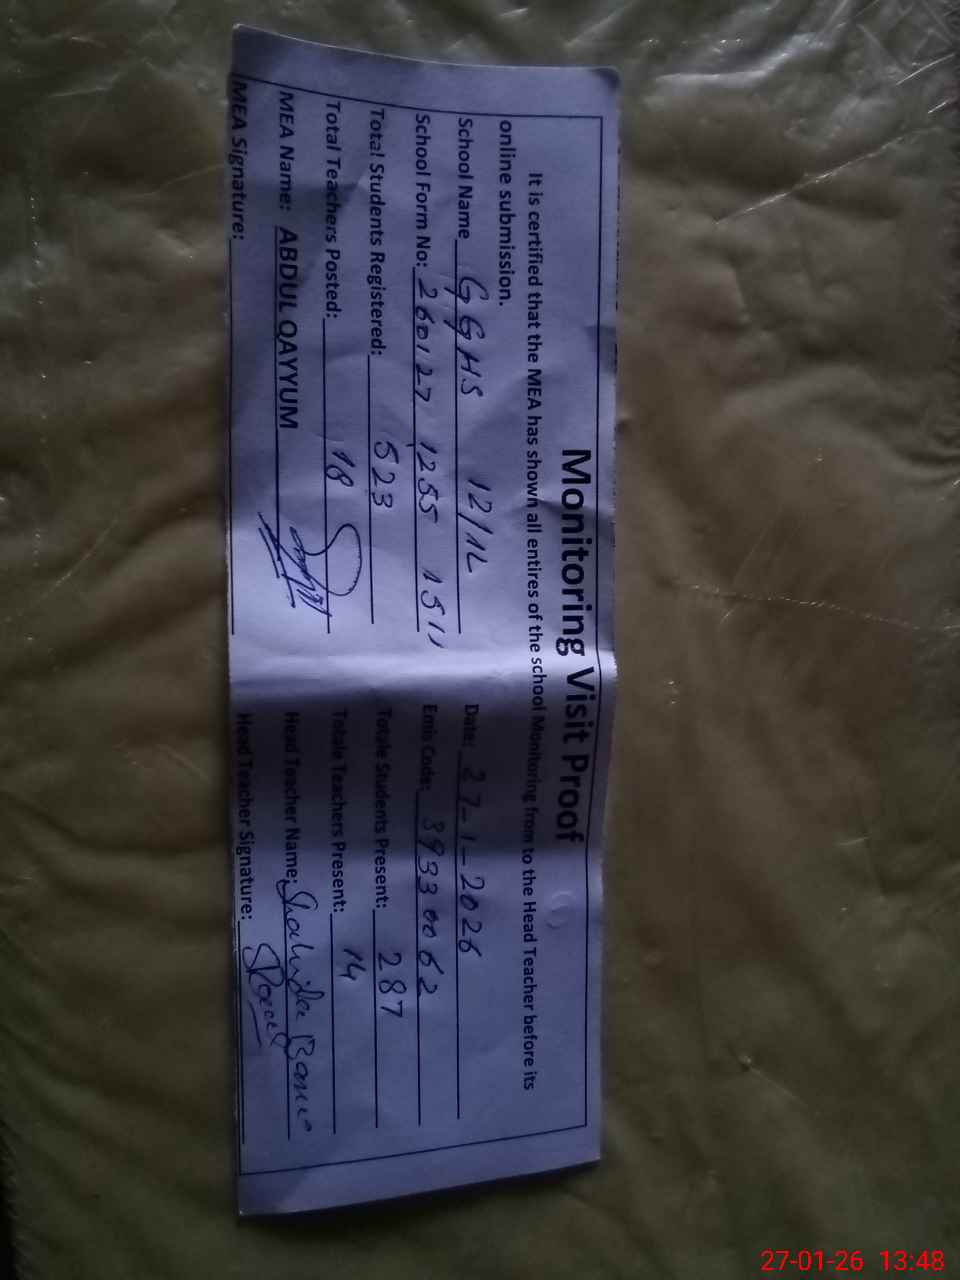 Monitoring Visit Proof
It is certified that the MEA has shown all entires of the school Monitoring from to the Head Teacher before its
online submission.
School Name GGHS 12/1L Date: 27-1-2026
School Form No: 260127 1255 1511 Emis Code: 39330062
Total Students Registered: 523 Totale Students Present: 287
Total Teachers Posted: 18 Totale Teachers Present: 14
MEA Name: ABDUL QAYYUM Head Teacher Name: Shahida Bano
MEA Signature: Head Teacher Signature:
27-01-26 13:48